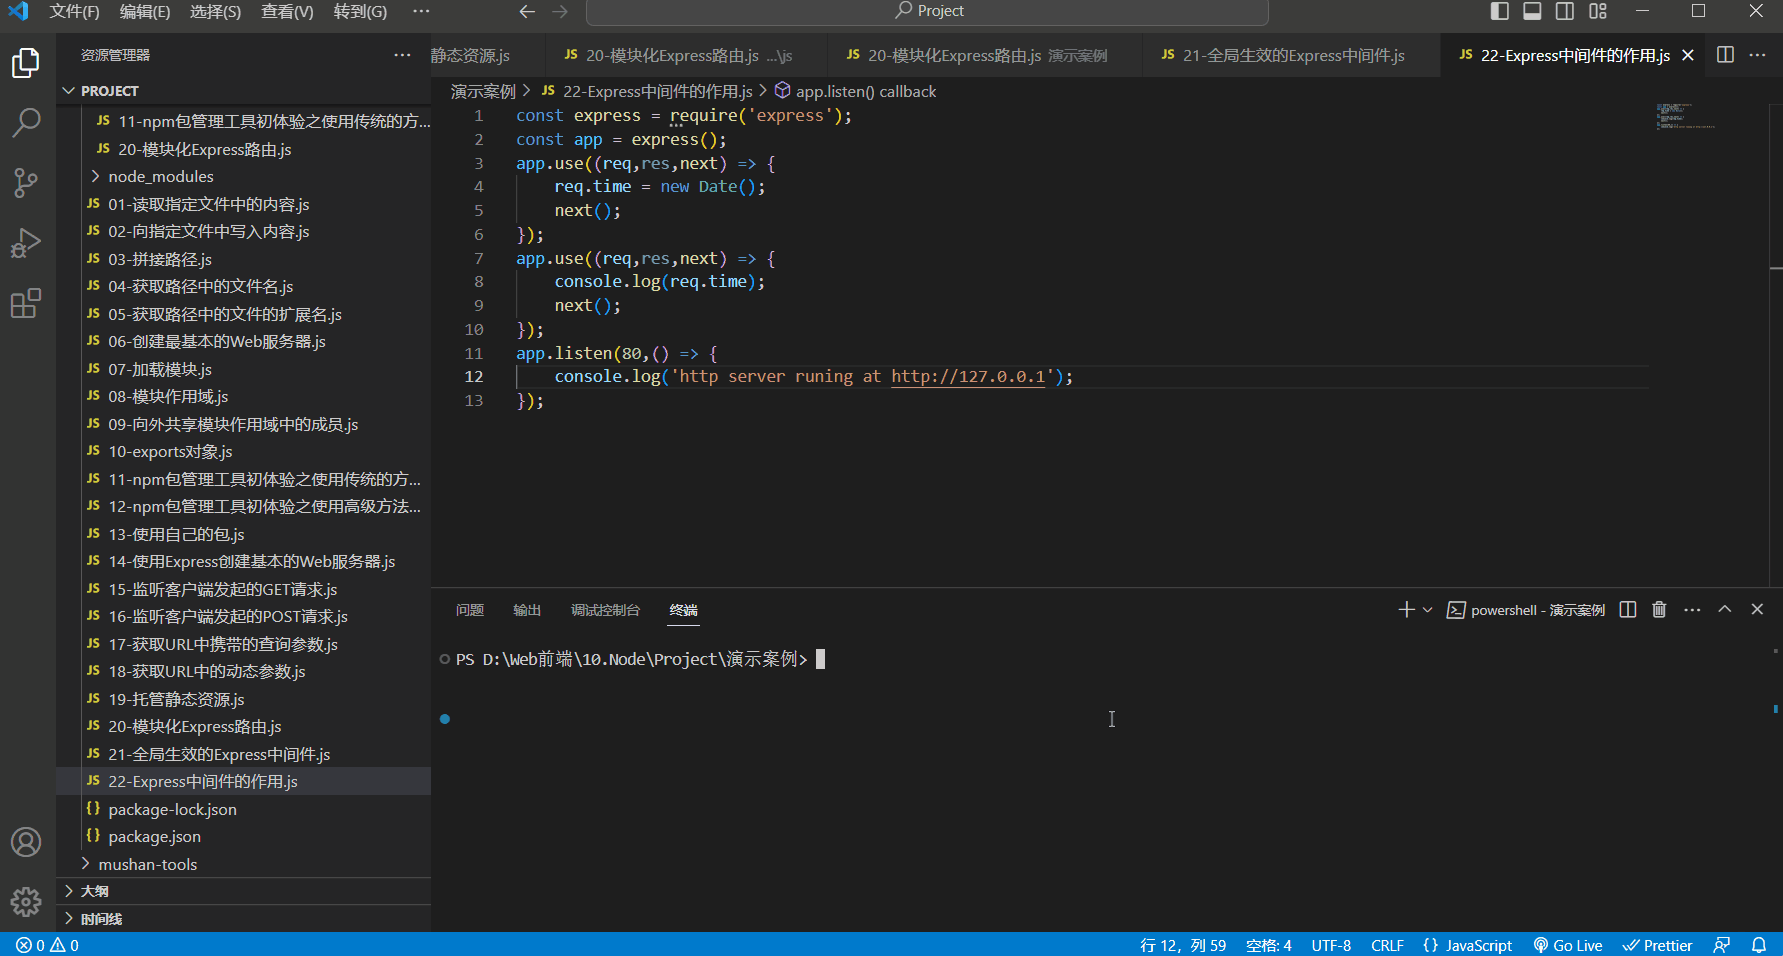 文件(F) 编辑(E) 选择(S) 查看(V) 转到(G) ··· Project
资源管理器 ···
静态资源.js
JS 20-模块化Express路由.js ...\js
JS 20-模块化Express路由.js 演示案例
JS 21-全局生效的Express中间件.js
JS 22-Express中间件的作用.js
PROJECT
JS 11-npm包管理工具初体验之使用传统的方...
JS 20-模块化Express路由.js
node_modules
JS 01-读取指定文件中的内容.js
JS 02-向指定文件中写入内容.js
JS 03-拼接路径.js
JS 04-获取路径中的文件名.js
JS 05-获取路径中的文件的扩展名.js
JS 06-创建最基本的Web服务器.js
JS 07-加载模块.js
JS 08-模块作用域.js
JS 09-向外共享模块作用域中的成员.js
JS 10-exports对象.js
JS 11-npm包管理工具初体验之使用传统的方...
JS 12-npm包管理工具初体验之使用高级方法...
JS 13-使用自己的包.js
JS 14-使用Express创建基本的Web服务器.js
JS 15-监听客户端发起的GET请求.js
JS 16-监听客户端发起的POST请求.js
JS 17-获取URL中携带的查询参数.js
JS 18-获取URL中的动态参数.js
JS 19-托管静态资源.js
JS 20-模块化Express路由.js
JS 21-全局生效的Express中间件.js
JS 22-Express中间件的作用.js
{} package-lock.json
{} package.json
mushan-tools
大纲
时间线
演示案例 > JS 22-Express中间件的作用.js > app.listen() callback
1 const express = require('express');
2 const app = express();
3 app.use((req,res,next) => {
4 req.time = new Date();
5 next();
6 });
7 app.use((req,res,next) => {
8 console.log(req.time);
9 next();
10 });
11 app.listen(80,() => {
12 console.log('http server runing at http://127.0.0.1');
13 });
问题 输出 调试控制台 终端 powershell - 演示案例
PS D:\Web前端\10.Node\Project\演示案例>
0 0 行 12, 列 59 空格: 4 UTF-8 CRLF {} JavaScript Go Live Prettier